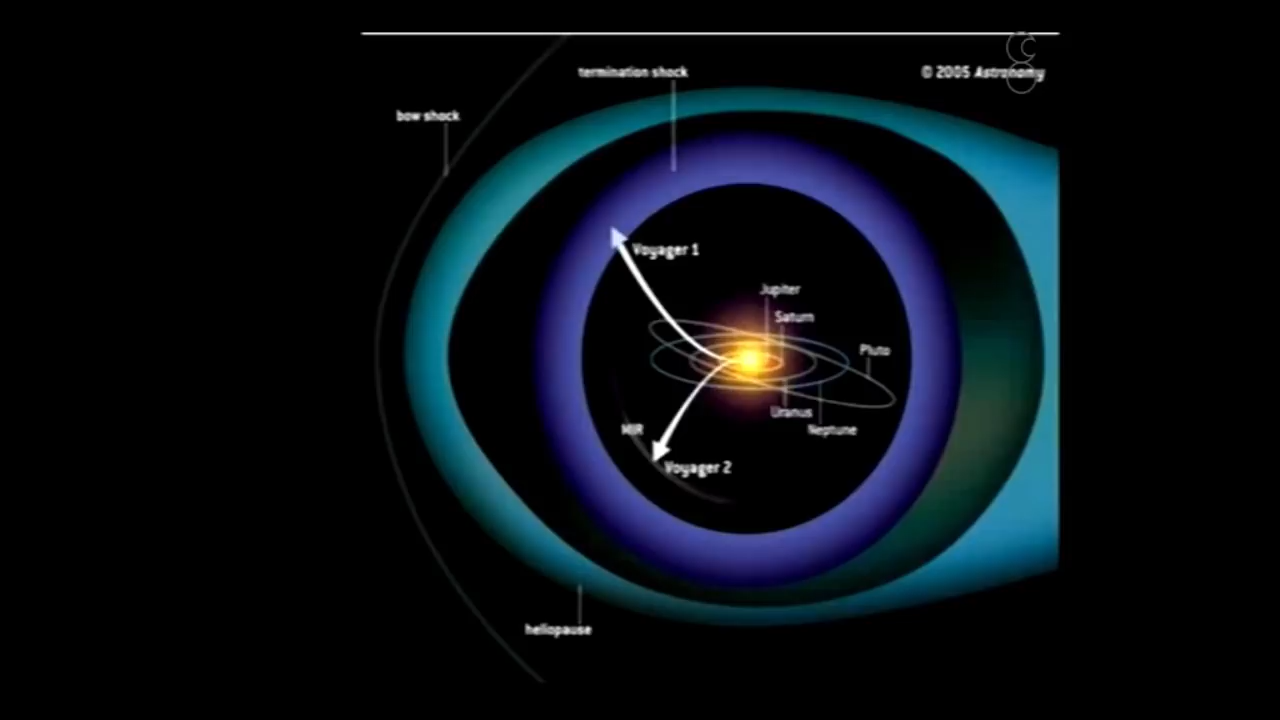 termination shock
© 2005 Astronomy
bow shock
Voyager 1
Jupiter
Saturn
Pluto
Uranus
MIR
Neptune
Voyager 2
heliopause